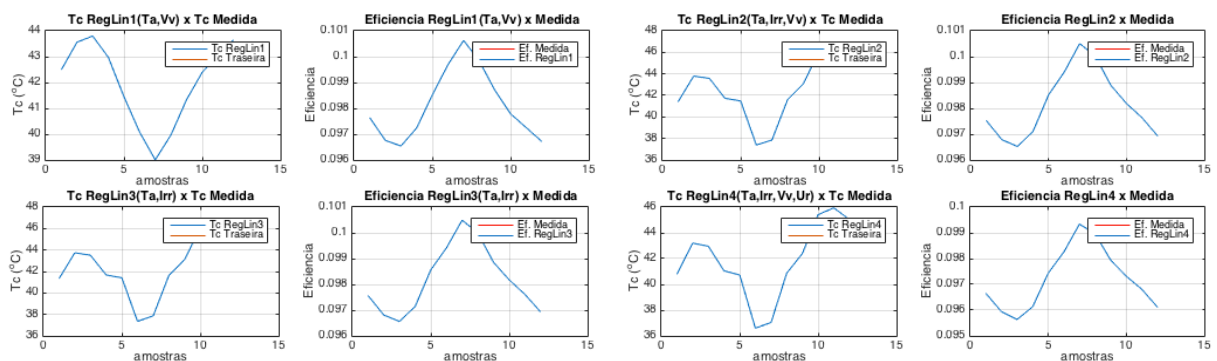 Tc RegLin1(Ta,Vv) x Tc Medida
44
43
42
41
40
39
Tc (°C)
0 5 10 15
amostras
Tc RegLin1
Tc Traseira
Eficiencia RegLin1(Ta,Vv) x Medida
0.101
0.1
0.099
0.098
0.097
0.096
Eficiencia
0 5 10 15
amostras
Ef. Medida
Ef. RegLin1
Tc RegLin2(Ta,Irr,Vv) x Tc Medida
48
46
44
42
40
38
36
Tc (°C)
0 5 10 15
amostras
Tc RegLin2
Tc Traseira
Eficiencia RegLin2 x Medida
0.101
0.1
0.099
0.098
0.097
0.096
Eficiencia
0 5 10 15
amostras
Ef. Medida
Ef. RegLin2
Tc RegLin3(Ta,Irr) x Tc Medida
48
46
44
42
40
38
36
Tc (°C)
0 5 10 15
amostras
Tc RegLin3
Tc Traseira
Eficiencia RegLin3(Ta,Irr) x Medida
0.101
0.1
0.099
0.098
0.097
0.096
Eficiencia
0 5 10 15
amostras
Ef. Medida
Ef. RegLin3
Tc RegLin4(Ta,Irr,Vv,Ur) x Tc Medida
46
44
42
40
38
36
Tc (°C)
0 5 10 15
amostras
Tc RegLin4
Tc Traseira
Eficiencia RegLin4 x Medida
0.1
0.099
0.098
0.097
0.096
0.095
Eficiencia
0 5 10 15
amostras
Ef. Medida
Ef. RegLin4